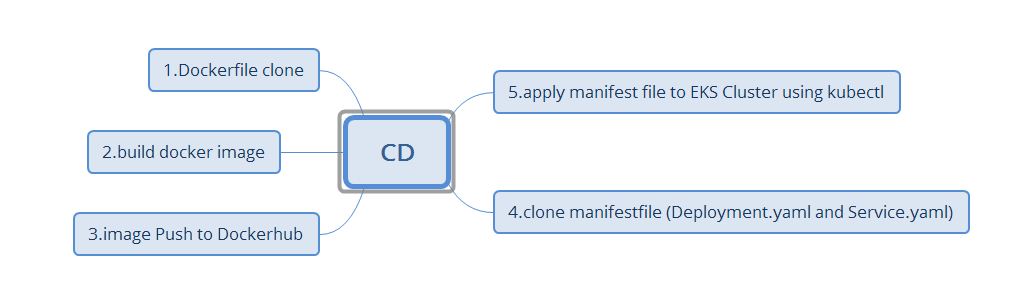 1.Dockerfile clone
2.build docker image
3.image Push to Dockerhub
CD
5.apply manifest file to EKS Cluster using kubectl
4.clone manifestfile (Deployment.yaml and Service.yaml)